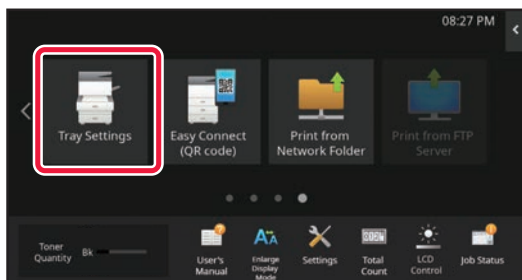 08:27 PM
Tray Settings
Easy Connect
(QR code)
Print from
Network Folder
Print from FTP
Server
Toner
Quantity
Bk
User's
Manual
Enlarge
Display
Mode
Settings
Total
Count
LCD
Control
Job Status